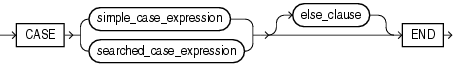 CASE
simple_case_expression
searched_case_expression
else_clause
END